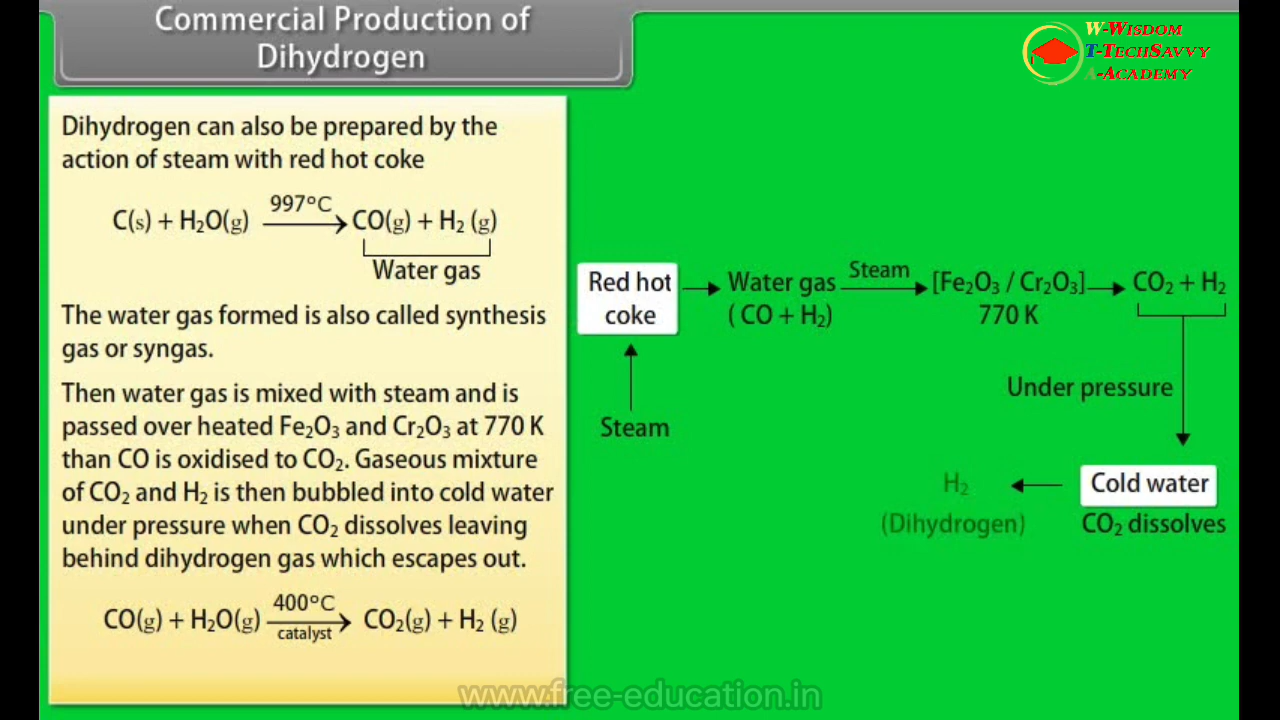 Commercial Production of
Dihydrogen
W-Wisdom
T-TechSavvy
A-Academy
Dihydrogen can also be prepared by the
action of steam with red hot coke
997°C
C(s) + H₂O(g) ⟶ CO(g) + H₂ (g)
Water gas
The water gas formed is also called synthesis
gas or syngas.
Then water gas is mixed with steam and is
passed over heated Fe₂O₃ and Cr₂O₃ at 770 K
than CO is oxidised to CO₂. Gaseous mixture
of CO₂ and H₂ is then bubbled into cold water
under pressure when CO₂ dissolves leaving
behind dihydrogen gas which escapes out.
400°C
CO(g) + H₂O(g) ⟶ CO₂(g) + H₂ (g)
catalyst
Red hot
coke
Steam
Water gas
( CO + H₂)
Steam
[Fe₂O₃ / Cr₂O₃]
770 K
CO₂ + H₂
Under pressure
Cold water
CO₂ dissolves
H₂
(Dihydrogen)
www.free-education.in